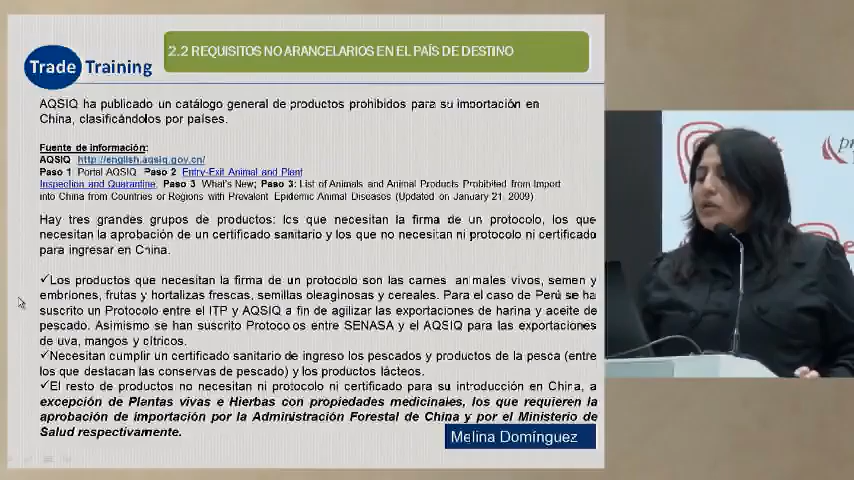 2.2 REQUISITOS NO ARANCELARIOS EN EL PAÍS DE DESTINO
Trade Training
AQSIQ ha publicado un catálogo general de productos prohibidos para su importación en
China, clasificándolos por países.
Fuente de información:
AQSIQ http://english.aqsiq.gov.cn/
Paso 1 Portal AQSIQ Paso 2 Entry-Exit Animal and Plant
Inspection and Quarantine. Paso 3 What's New; Paso 3: List of Animals and Animal Products Prohibited from Import
into China from Countries or Regions with Prevalent Epidemic Animal Diseases (Updated on January 21, 2009)
Hay tres grandes grupos de productos: los que necesitan la firma de un protocolo, los que
necesitan la aprobación de un certificado sanitario y los que no necesitan ni protocolo ni certificado
para ingresar en China.
✓Los productos que necesitan la firma de un protocolo son las carnes animales vivos, semen y
embriones, frutas y hortalizas frescas, semillas oleaginosas y cereales. Para el caso de Perú se ha
suscrito un Protocolo entre el ITP y AQSIQ a fin de agilizar las exportaciones de harina y aceite de
pescado. Asimismo se han suscrito Protocolos entre SENASA y el AQSIQ para las exportaciones
de uva, mangos y cítricos.
✓Necesitan cumplir un certificado sanitario de ingreso los pescados y productos de la pesca (entre
los que destacan las conservas de pescado) y los productos lácteos.
✓El resto de productos no necesitan ni protocolo ni certificado para su introducción en China, a
excepción de Plantas vivas e Hierbas con propiedades medicinales, los que requieren la
aprobación de importación por la Administración Forestal de China y por el Ministerio de
Salud respectivamente.
Melina Domínguez